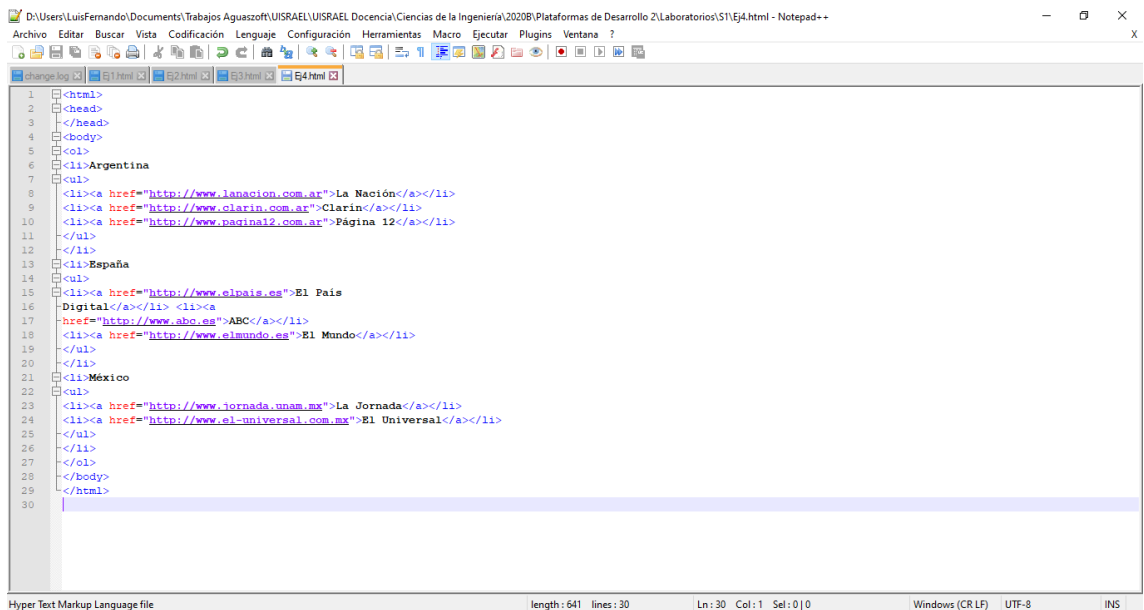 D:\Users\LuisFernando\Documents\Trabajos Aguaszoft\UISRAEL\UISRAEL Docencia\Ciencias de la Ingeniería\2020B\Plataformas de Desarrollo 2\Laboratorios\S1\Ej4.html - Notepad++
Archivo Editar Buscar Vista Codificación Lenguaje Configuración Herramientas Macro Ejecutar Plugins Ventana ? X
change.log Ej1.html Ej2.html Ej3.html Ej4.html
1 <html>
2 <head>
3 </head>
4 <body>
5 <ol>
6 <li>Argentina
7 <ul>
8 <li><a href="http://www.lanacion.com.ar">La Nación</a></li>
9 <li><a href="http://www.clarin.com.ar">Clarín</a></li>
10 <li><a href="http://www.pagina12.com.ar">Página 12</a></li>
11 </ul>
12 </li>
13 <li>España
14 <ul>
15 <li><a href="http://www.elpais.es">El País
16 Digital</a></li> <li><a
17 href="http://www.abc.es">ABC</a></li>
18 <li><a href="http://www.elmundo.es">El Mundo</a></li>
19 </ul>
20 </li>
21 <li>México
22 <ul>
23 <li><a href="http://www.jornada.unam.mx">La Jornada</a></li>
24 <li><a href="http://www.el-universal.com.mx">El Universal</a></li>
25 </ul>
26 </li>
27 </ol>
28 </body>
29 </html>
30
Hyper Text Markup Language file length : 641 lines : 30 Ln : 30 Col : 1 Sel : 0 | 0 Windows (CR LF) UTF-8 INS